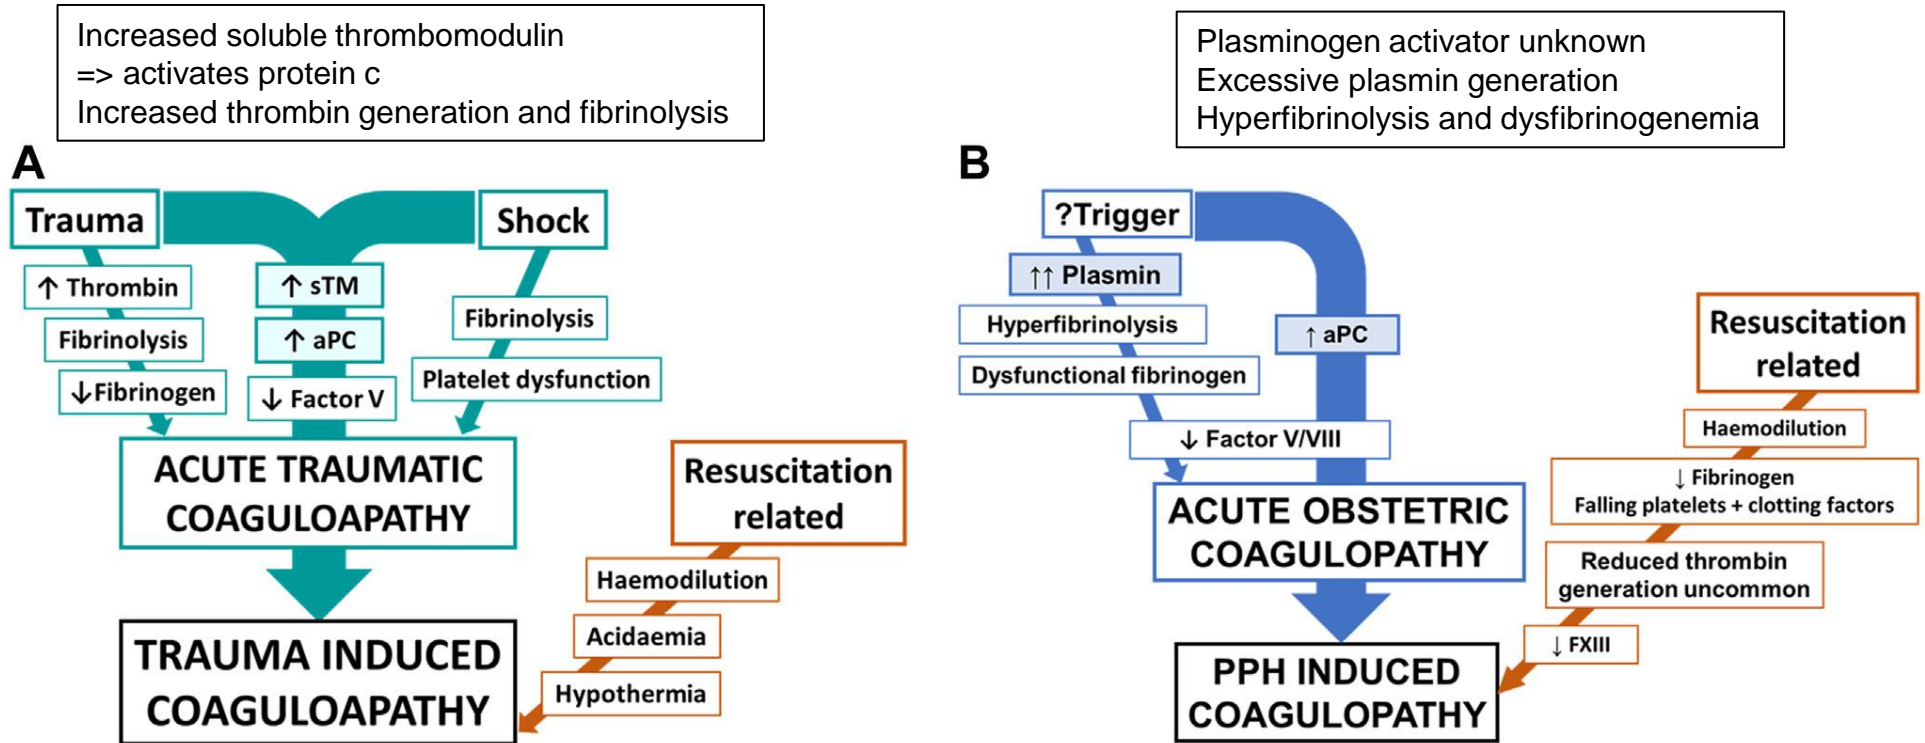 Increased soluble thrombomodulin
=> activates protein c
Increased thrombin generation and fibrinolysis
A
Trauma
Shock
↑ Thrombin
Fibrinolysis
↓Fibrinogen
↑ sTM
↑ aPC
↓ Factor V
Fibrinolysis
Platelet dysfunction
ACUTE TRAUMATIC
COAGULOAPATHY
Resuscitation
related
Haemodilution
Acidaemia
Hypothermia
TRAUMA INDUCED
COAGULOAPATHY
Plasminogen activator unknown
Excessive plasmin generation
Hyperfibrinolysis and dysfibrinogenemia
B
?Trigger
↑↑ Plasmin
Hyperfibrinolysis
Dysfunctional fibrinogen
↑ aPC
↓ Factor V/VIII
ACUTE OBSTETRIC
COAGULOPATHY
Resuscitation
related
Haemodilution
↓ Fibrinogen
Falling platelets + clotting factors
Reduced thrombin
generation uncommon
↓ FXIII
PPH INDUCED
COAGULOPATHY